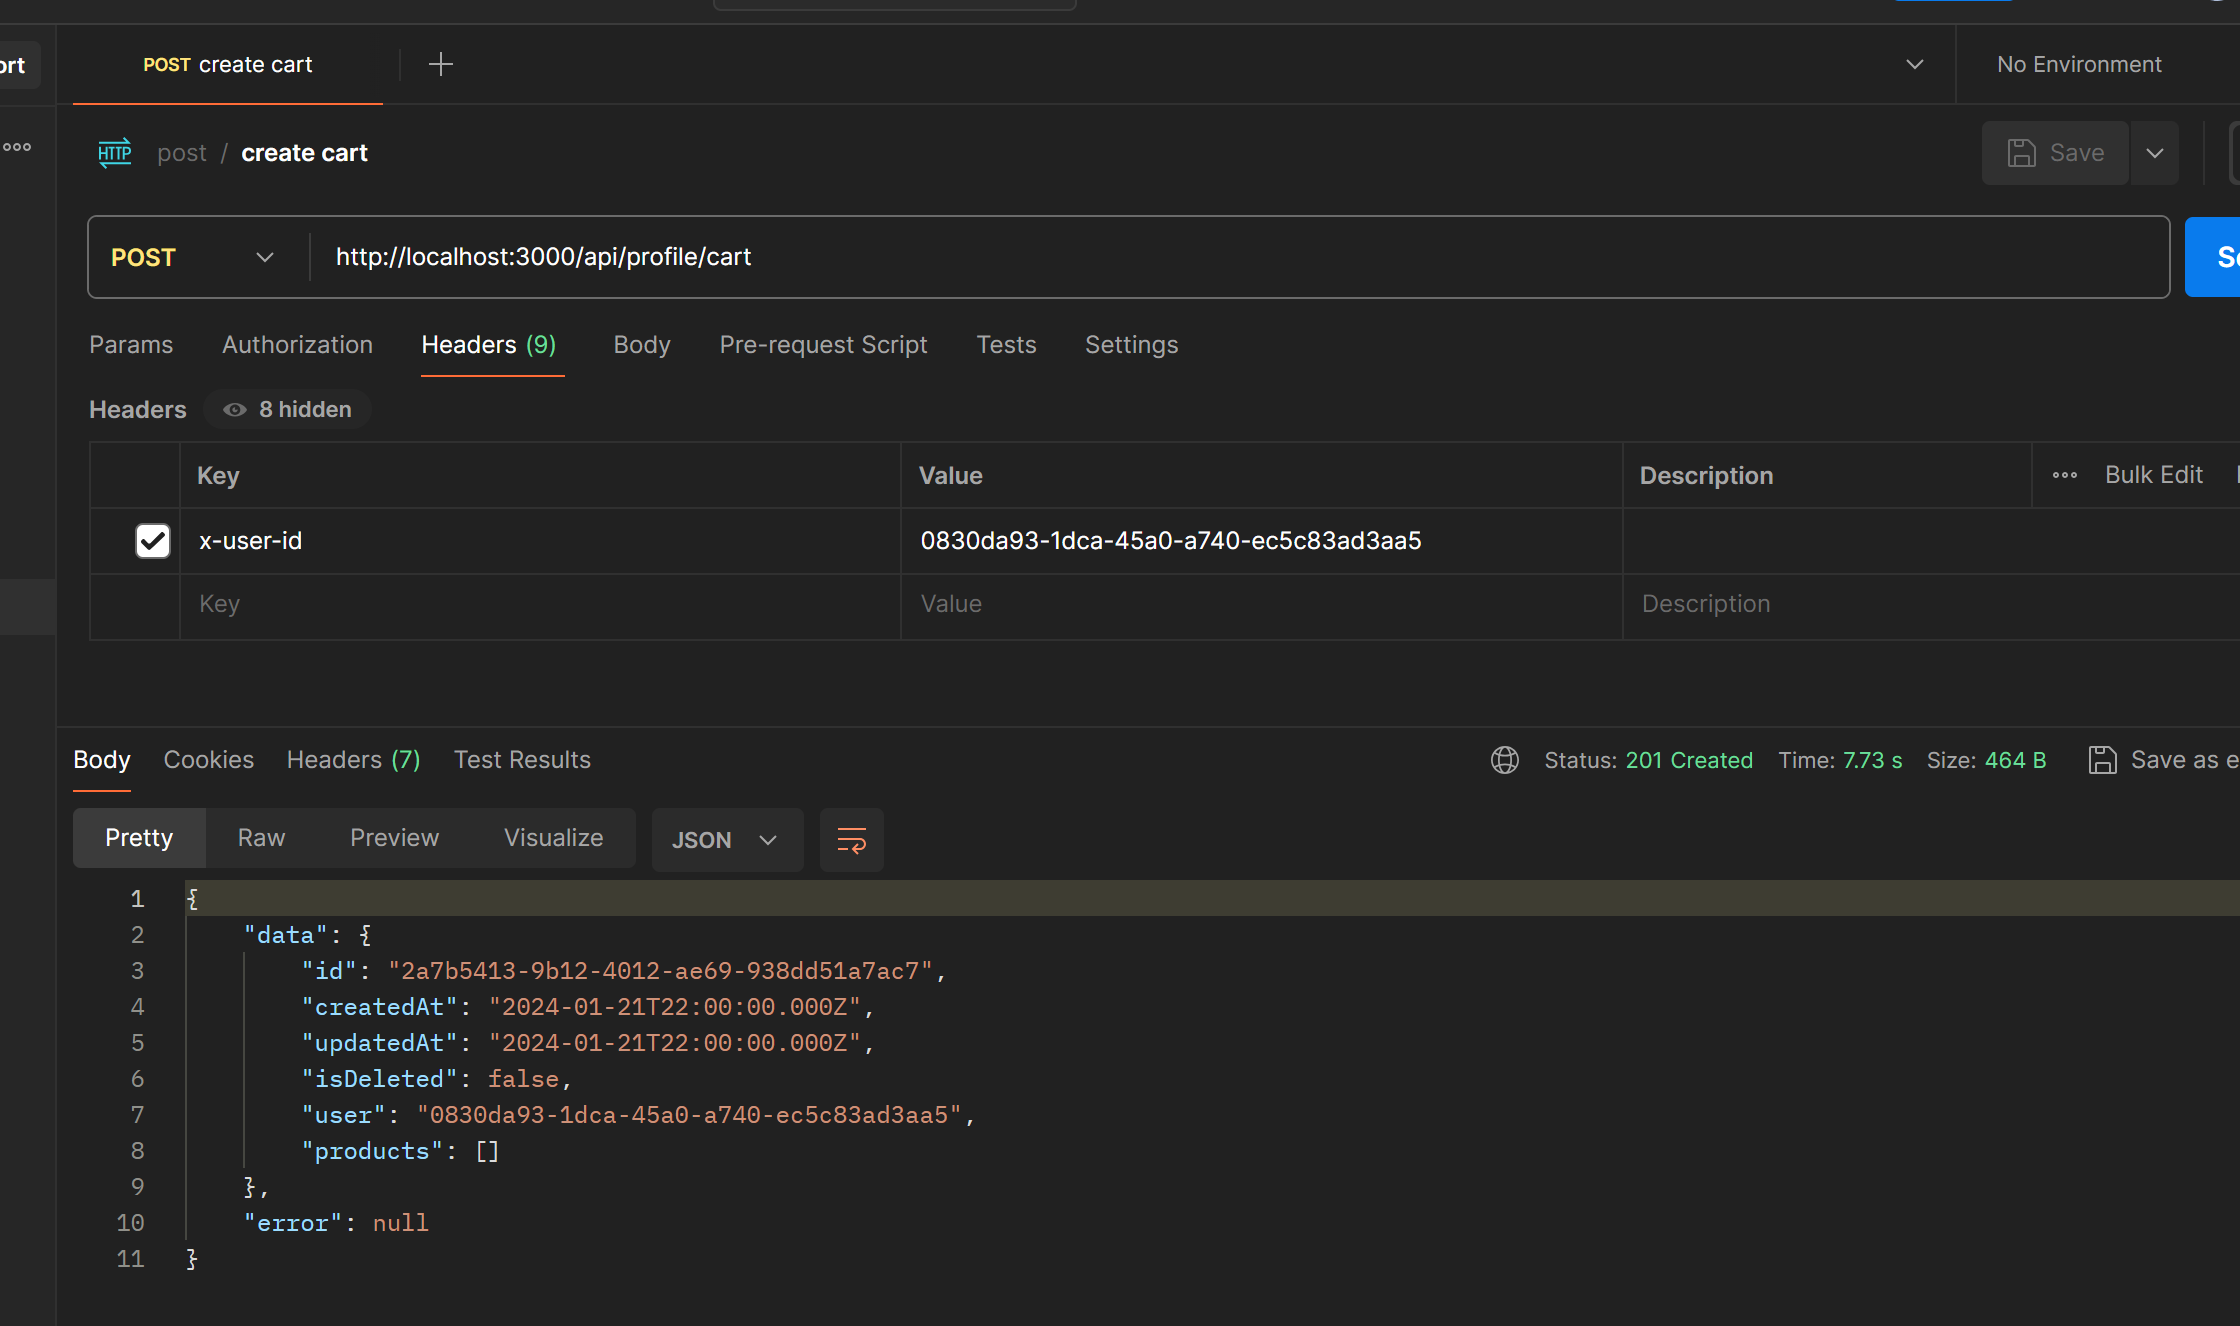 POST create cart
No Environment
HTTP post / create cart
Save
POST http://localhost:3000/api/profile/cart
Params Authorization Headers (9) Body Pre-request Script Tests Settings
Headers 8 hidden
Key Value Description Bulk Edit
x-user-id 0830da93-1dca-45a0-a740-ec5c83ad3aa5
Key Value Description
Body Cookies Headers (7) Test Results Status: 201 Created Time: 7.73 s Size: 464 B Save as
Pretty Raw Preview Visualize JSON
1 {
2 "data": {
3 "id": "2a7b5413-9b12-4012-ae69-938dd51a7ac7",
4 "createdAt": "2024-01-21T22:00:00.000Z",
5 "updatedAt": "2024-01-21T22:00:00.000Z",
6 "isDeleted": false,
7 "user": "0830da93-1dca-45a0-a740-ec5c83ad3aa5",
8 "products": []
9 },
10 "error": null
11 }